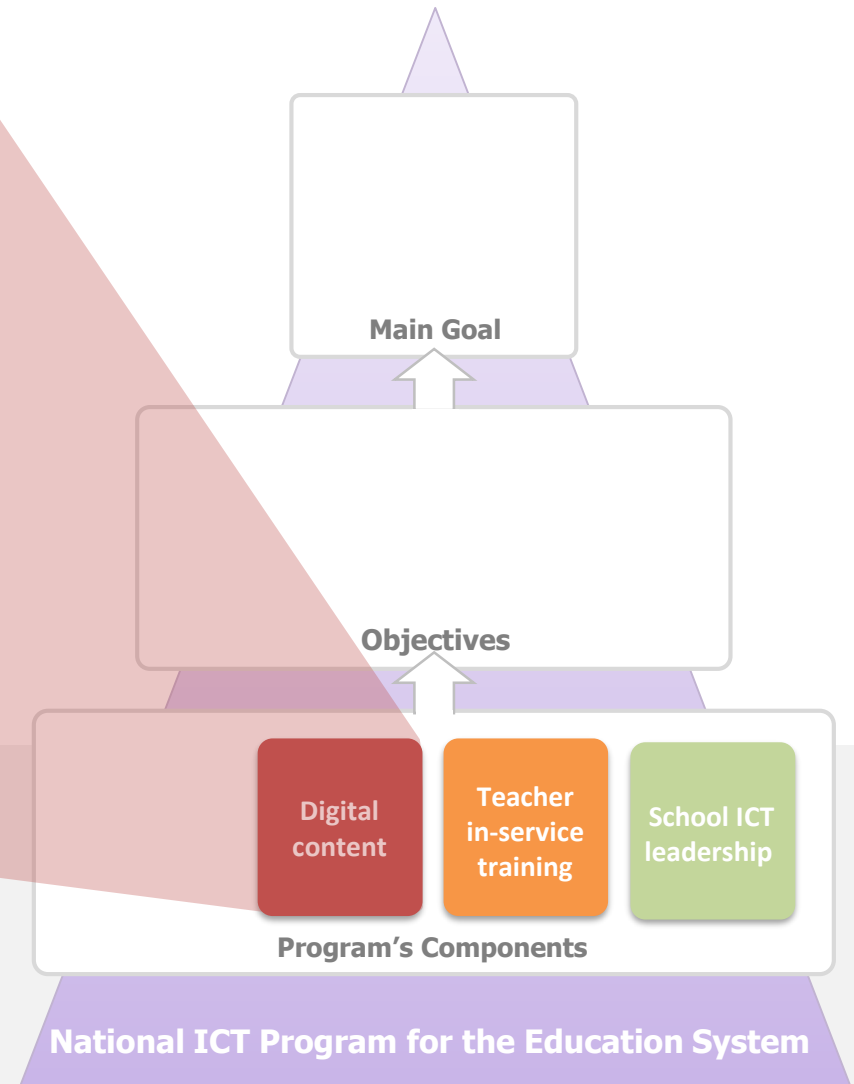 Main Goal
Objectives
Digital
content
Teacher
in-service
training
School ICT
leadership
Program’s Components
National ICT Program for the Education System